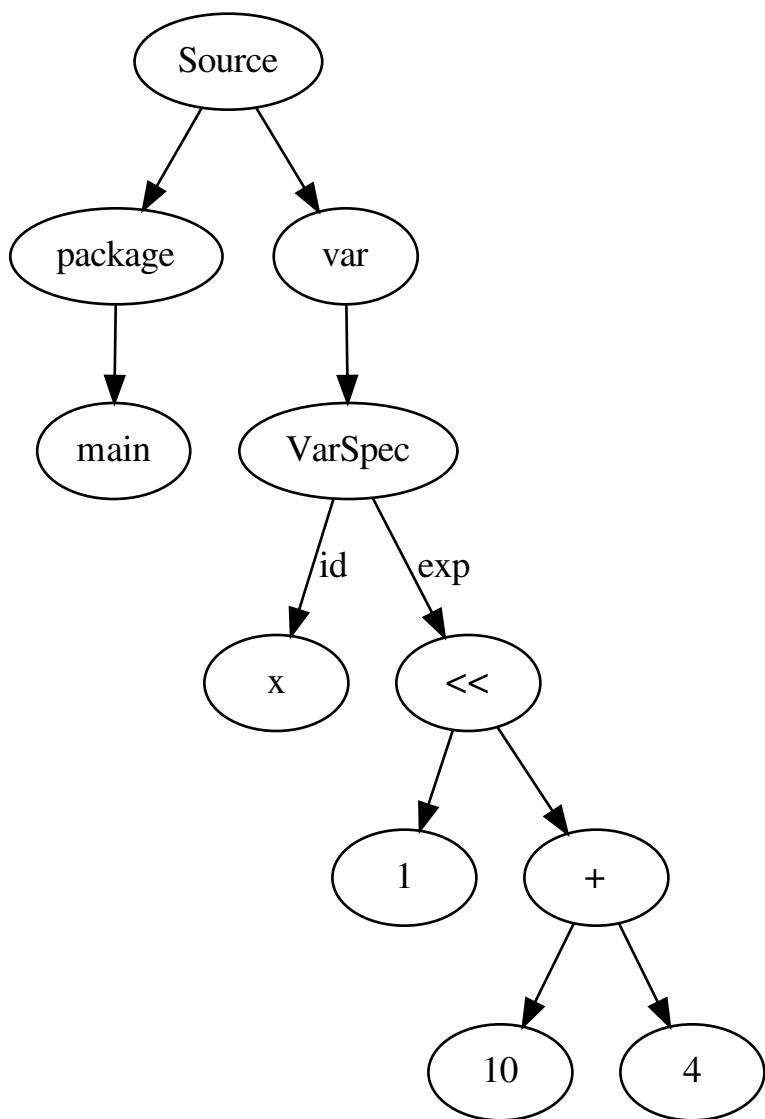 Source
package
var
main
VarSpec
id
exp
x
<<
1
+
10
4